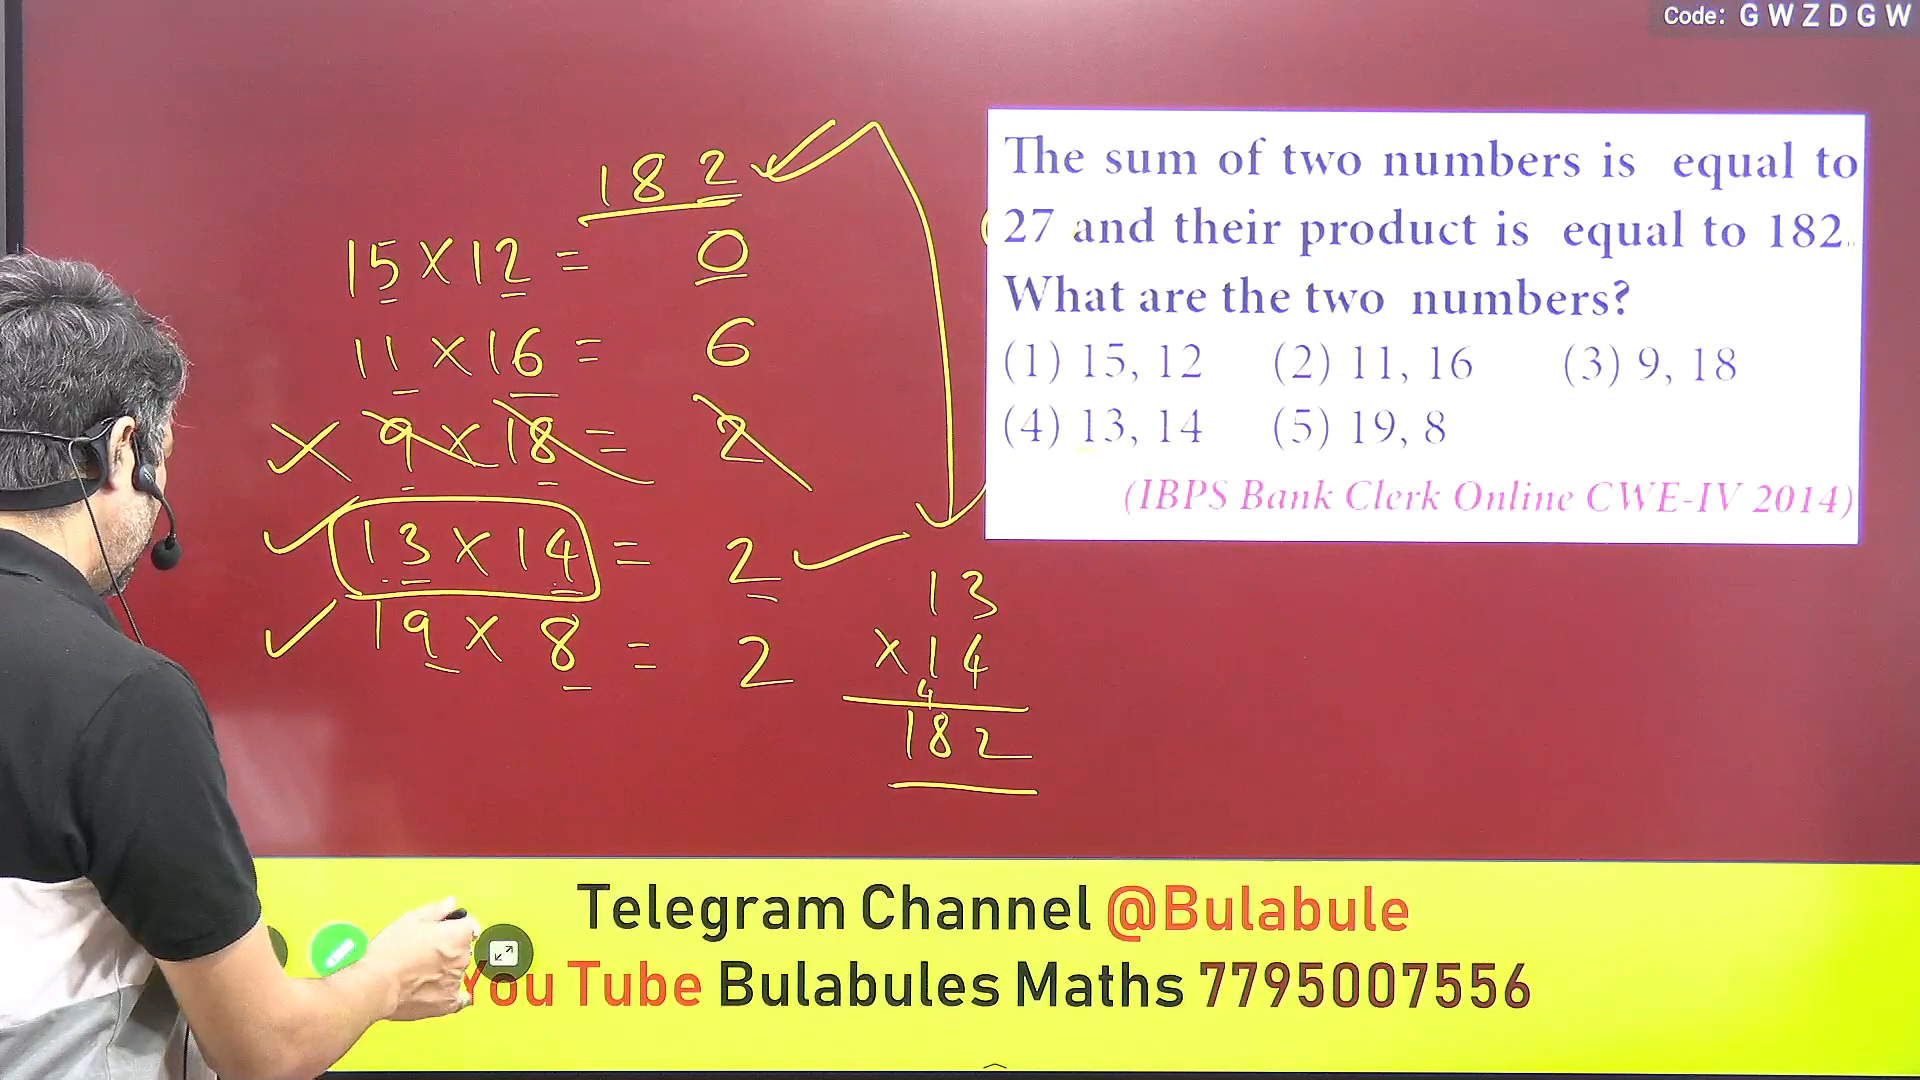 Code: G W Z D G W
182
15 × 12 = 0
11 × 16 = 6
9 × 18 = 2
13 × 14 = 2
19 × 8 = 2
13
× 14
4
182
The sum of two numbers is equal to
27 and their product is equal to 182.
What are the two numbers?
(1) 15, 12 (2) 11, 16 (3) 9, 18
(4) 13, 14 (5) 19, 8
(IBPS Bank Clerk Online CWE-IV 2014)
Telegram Channel @Bulabule
You Tube Bulabules Maths 7795007556